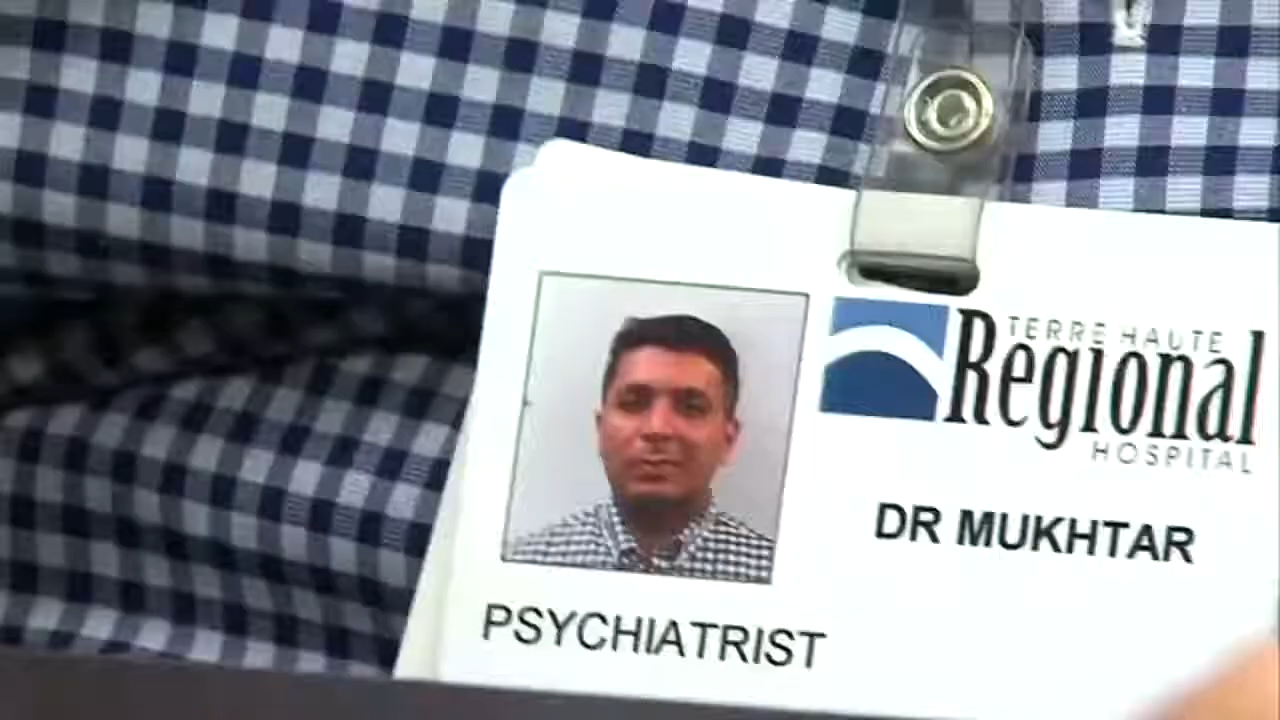 TERRE HAUTE
Regional
HOSPITAL
DR MUKHTAR
PSYCHIATRIST